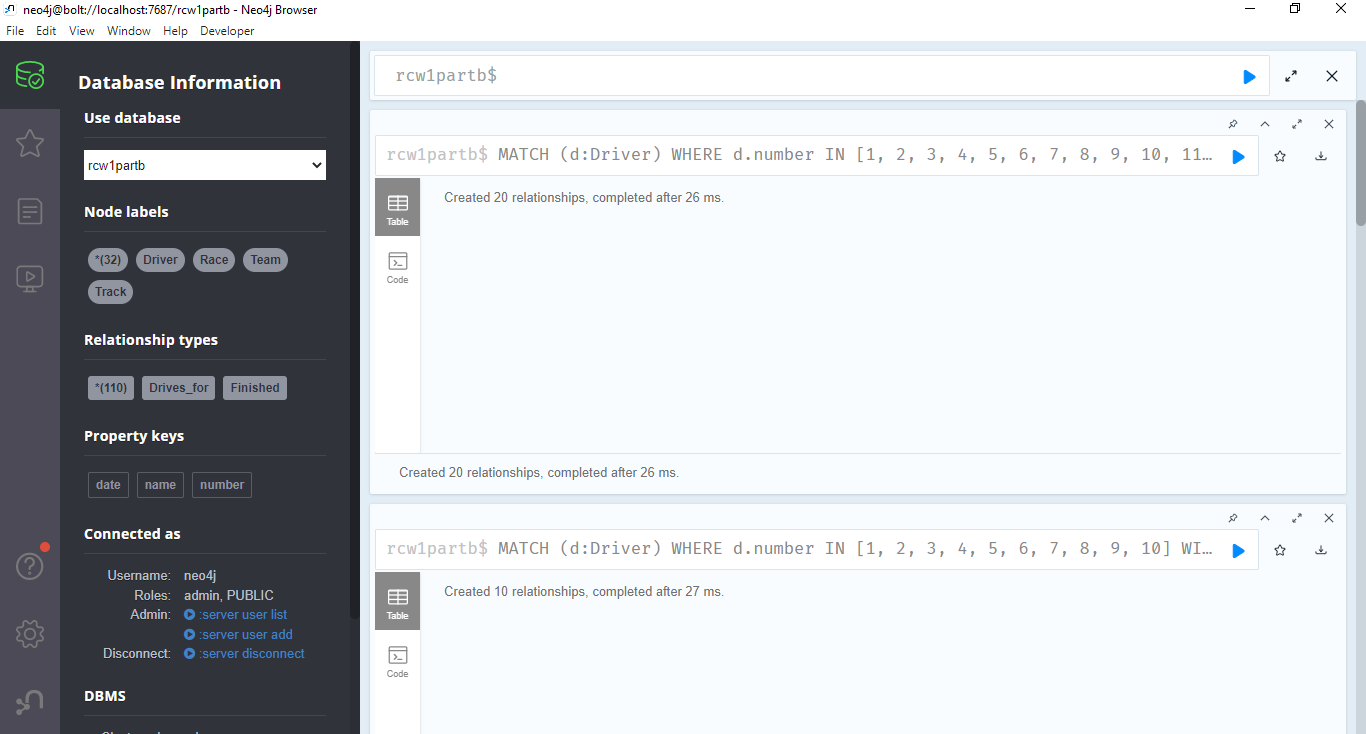 neo4j@bolt://localhost:7687/rcw1partb - Neo4j Browser
File Edit View Window Help Developer
Database Information
Use database
rcw1partb
Node labels
*(32) Driver Race Team
Track
Relationship types
*(110) Drives_for Finished
Property keys
date name number
Connected as
Username: neo4j
Roles: admin, PUBLIC
Admin: :server user list
:server user add
Disconnect: :server disconnect
DBMS
rcw1partb$
rcw1partb$ MATCH (d:Driver) WHERE d.number IN [1, 2, 3, 4, 5, 6, 7, 8, 9, 10, 11…
Table
Code
Created 20 relationships, completed after 26 ms.
Created 20 relationships, completed after 26 ms.
rcw1partb$ MATCH (d:Driver) WHERE d.number IN [1, 2, 3, 4, 5, 6, 7, 8, 9, 10] WI…
Table
Code
Created 10 relationships, completed after 27 ms.